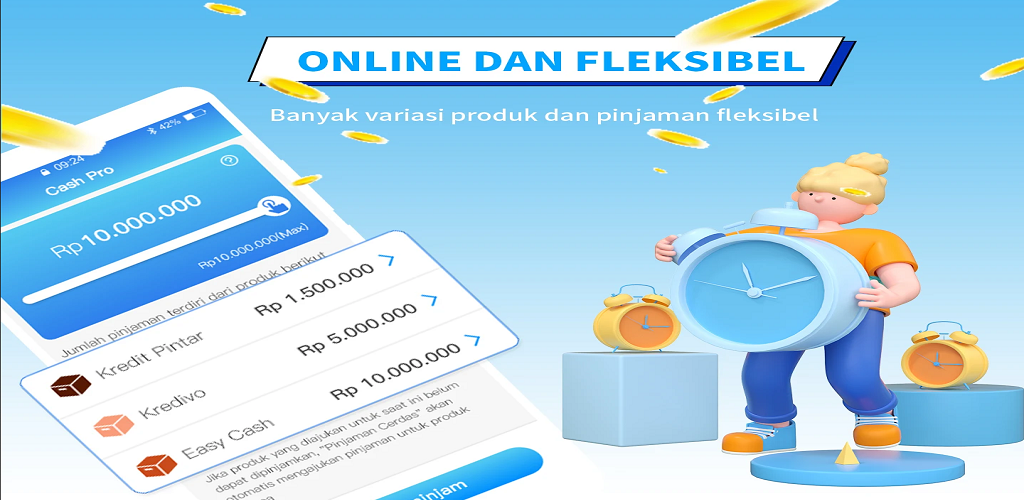 ONLINE DAN FLEKSIBEL
Banyak variasi produk dan pinjaman fleksibel
09:24
42%
Cash Pro
Rp10.000.000
Rp10.000.000(Max)
Jumlah pinjaman terdiri dari produk berikut
Kredit Pintar Rp 1.500.000
Kredivo Rp 5.000.000
Easy Cash Rp 10.000.000
Jika produk yang diajukan untuk saat ini belum
dapat dipinjamkan, "Pinjaman Cerdas" akan
otomatis mengajukan pinjaman untuk produk